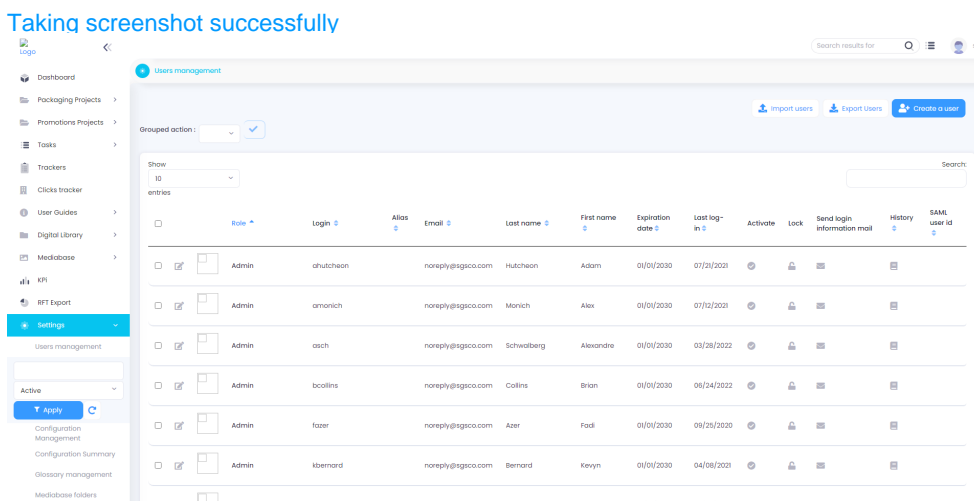 Taking screenshot successfully
Logo
Search results for
Dashboard
Users management
Packaging Projects
Import users Export Users Create a user
Promotions Projects
Grouped action :
Tasks
Trackers
Show Search:
10
Clicks tracker
entries
User Guides
Role Login Alias Email Last name First name Expiration date Last log-in Activate Lock Send login information mail History SAML user id
Digital Library
Mediabase
Admin ahutcheon noreply@sgsco.com Hutcheon Adam 01/01/2030 07/21/2021
KPI
RFT Export
Admin amonich noreply@sgsco.com Monich Alex 01/01/2030 07/12/2021
Settings
Users management
Admin asch noreply@sgsco.com Schwalberg Alexandre 01/01/2030 03/28/2022
Active
Admin bcollins noreply@sgsco.com Collins Brian 01/01/2030 06/24/2022
Apply
Configuration
Management
Admin fazer noreply@sgsco.com Azer Fadi 01/01/2030 09/25/2020
Configuration Summary
Admin kbernard noreply@sgsco.com Bernard Kevyn 01/01/2030 04/08/2021
Glossary management
Mediabase folders